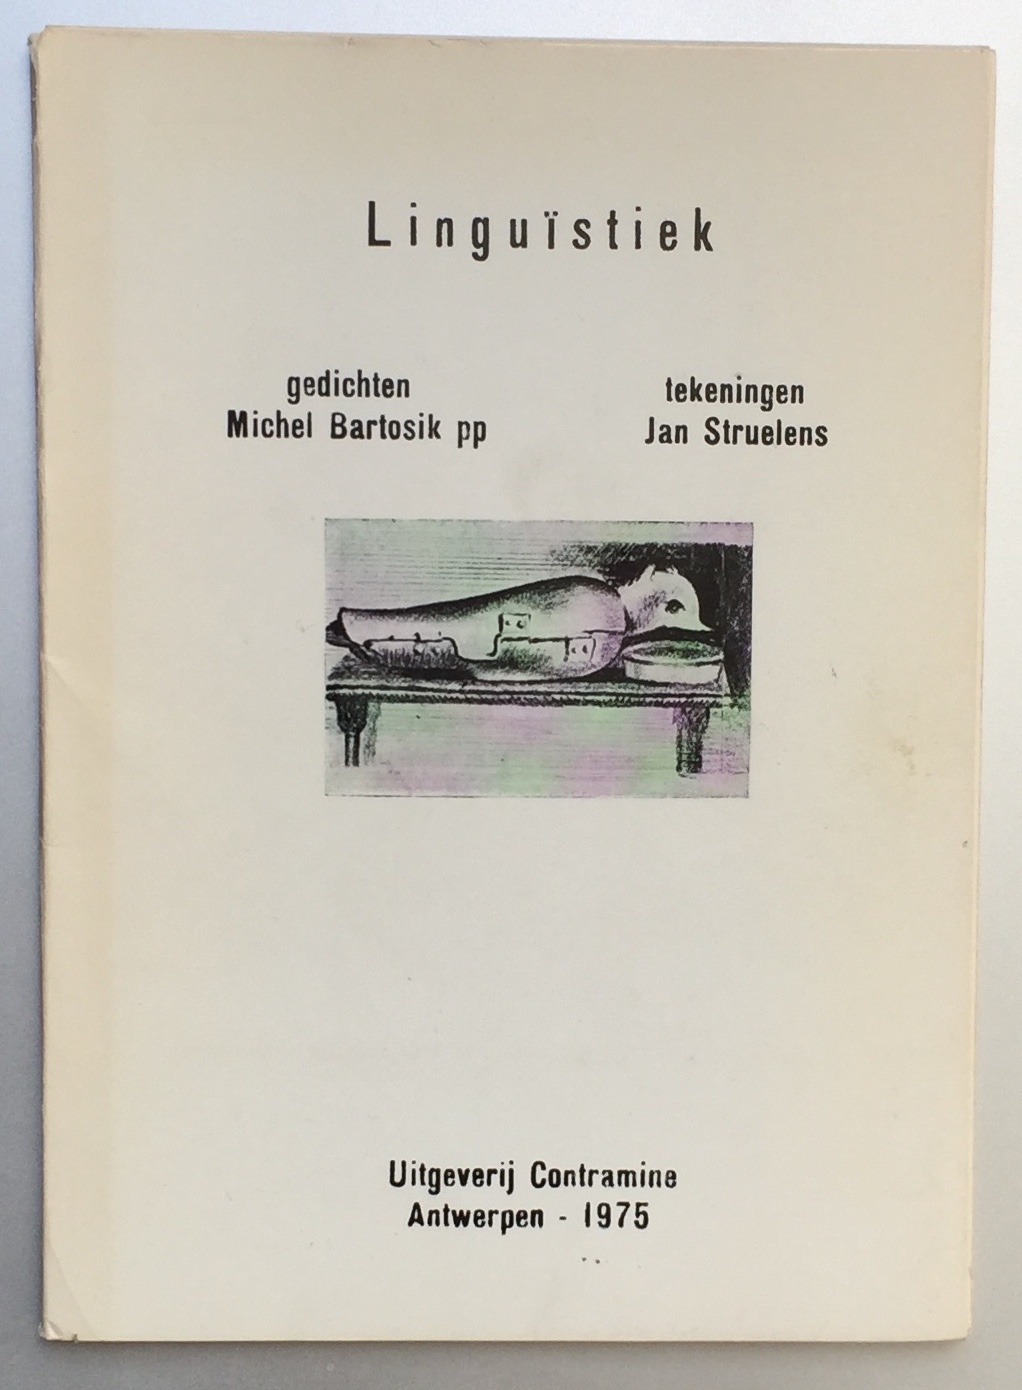 Linguïstiek
gedichten
Michel Bartosik pp
tekeningen
Jan Struelens
Uitgeverij Contramine
Antwerpen - 1975